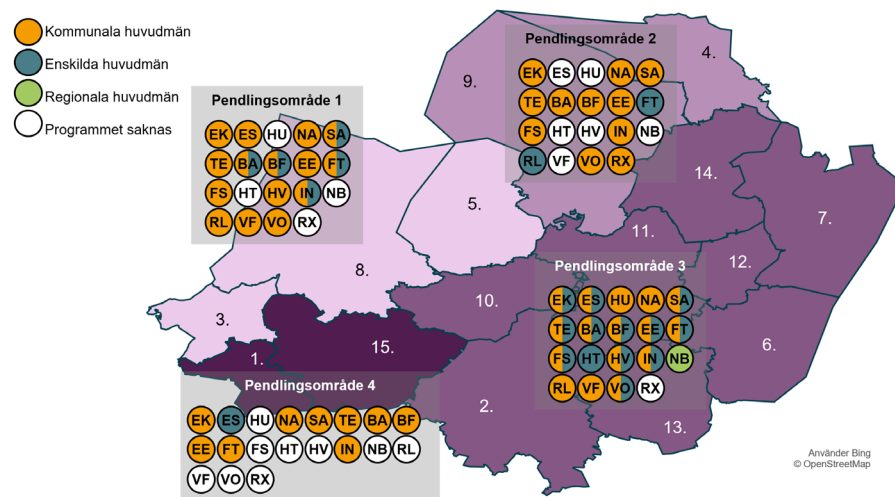 Kommunala huvudmän
Enskilda huvudmän
Regionala huvudmän
Programmet saknas
Pendlingsområde 1
EK ES HU NA SA
TE BA BF EE FT
FS HT HV IN NB
RL VF VO RX
Pendlingsområde 2
EK ES HU NA SA
TE BA BF EE FT
FS HT HV IN NB
RL VF VO RX
Pendlingsområde 3
EK ES HU NA SA
TE BA BF EE FT
FS HT HV IN NB
RL VF VO RX
Pendlingsområde 4
EK ES HU NA SA TE BA BF
EE FT FS HT HV IN NB RL
VF VO RX
4.
9.
14.
7.
5.
11.
12.
8.
10.
3.
15.
1.
6.
2.
13.
Använder Bing
© OpenStreetMap